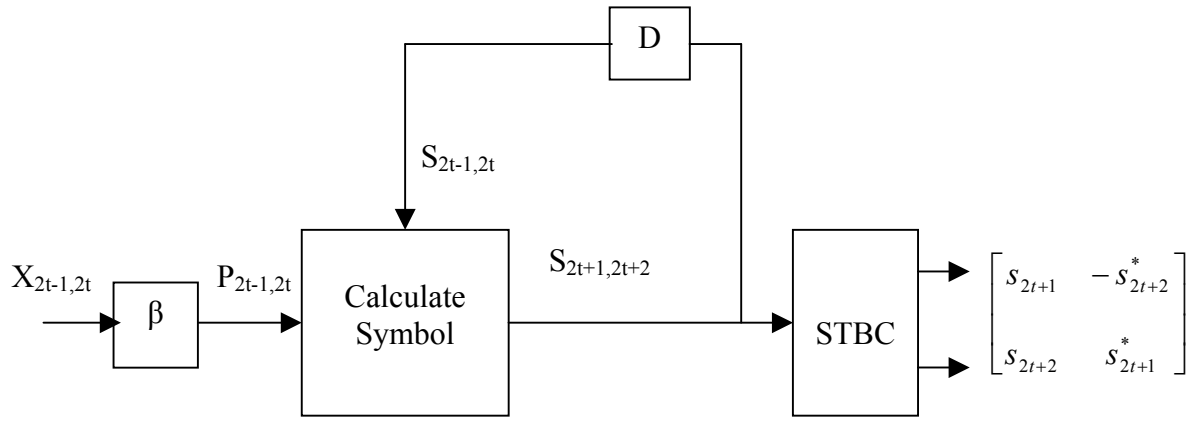 D
S2t-1,2t
X2t-1,2t
β
P2t-1,2t
Calculate
Symbol
S2t+1,2t+2
STBC
[s2t+1 -s*2t+2]
[s2t+2 s*2t+1]